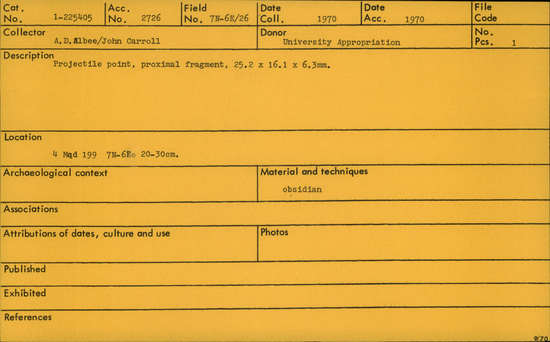 Cat. No. 1-225405 Acc. No. 2726 Field No. 7N-6E/26 Date Coll. 1970 Date Acc. 1970 File Code
Collector A.D.Albee/John Carroll Donor University Appropriation No. Pcs. 1
Description
Projectile point, proximal fragment, 25.2 x 16.1 x 6.3mm.
Location
4 Mqd 199 7N-6E: 20-30cm.
Archaeological context Material and techniques
obsidian
Associations
Attributions of dates, culture and use Photos
Published
Exhibited
References